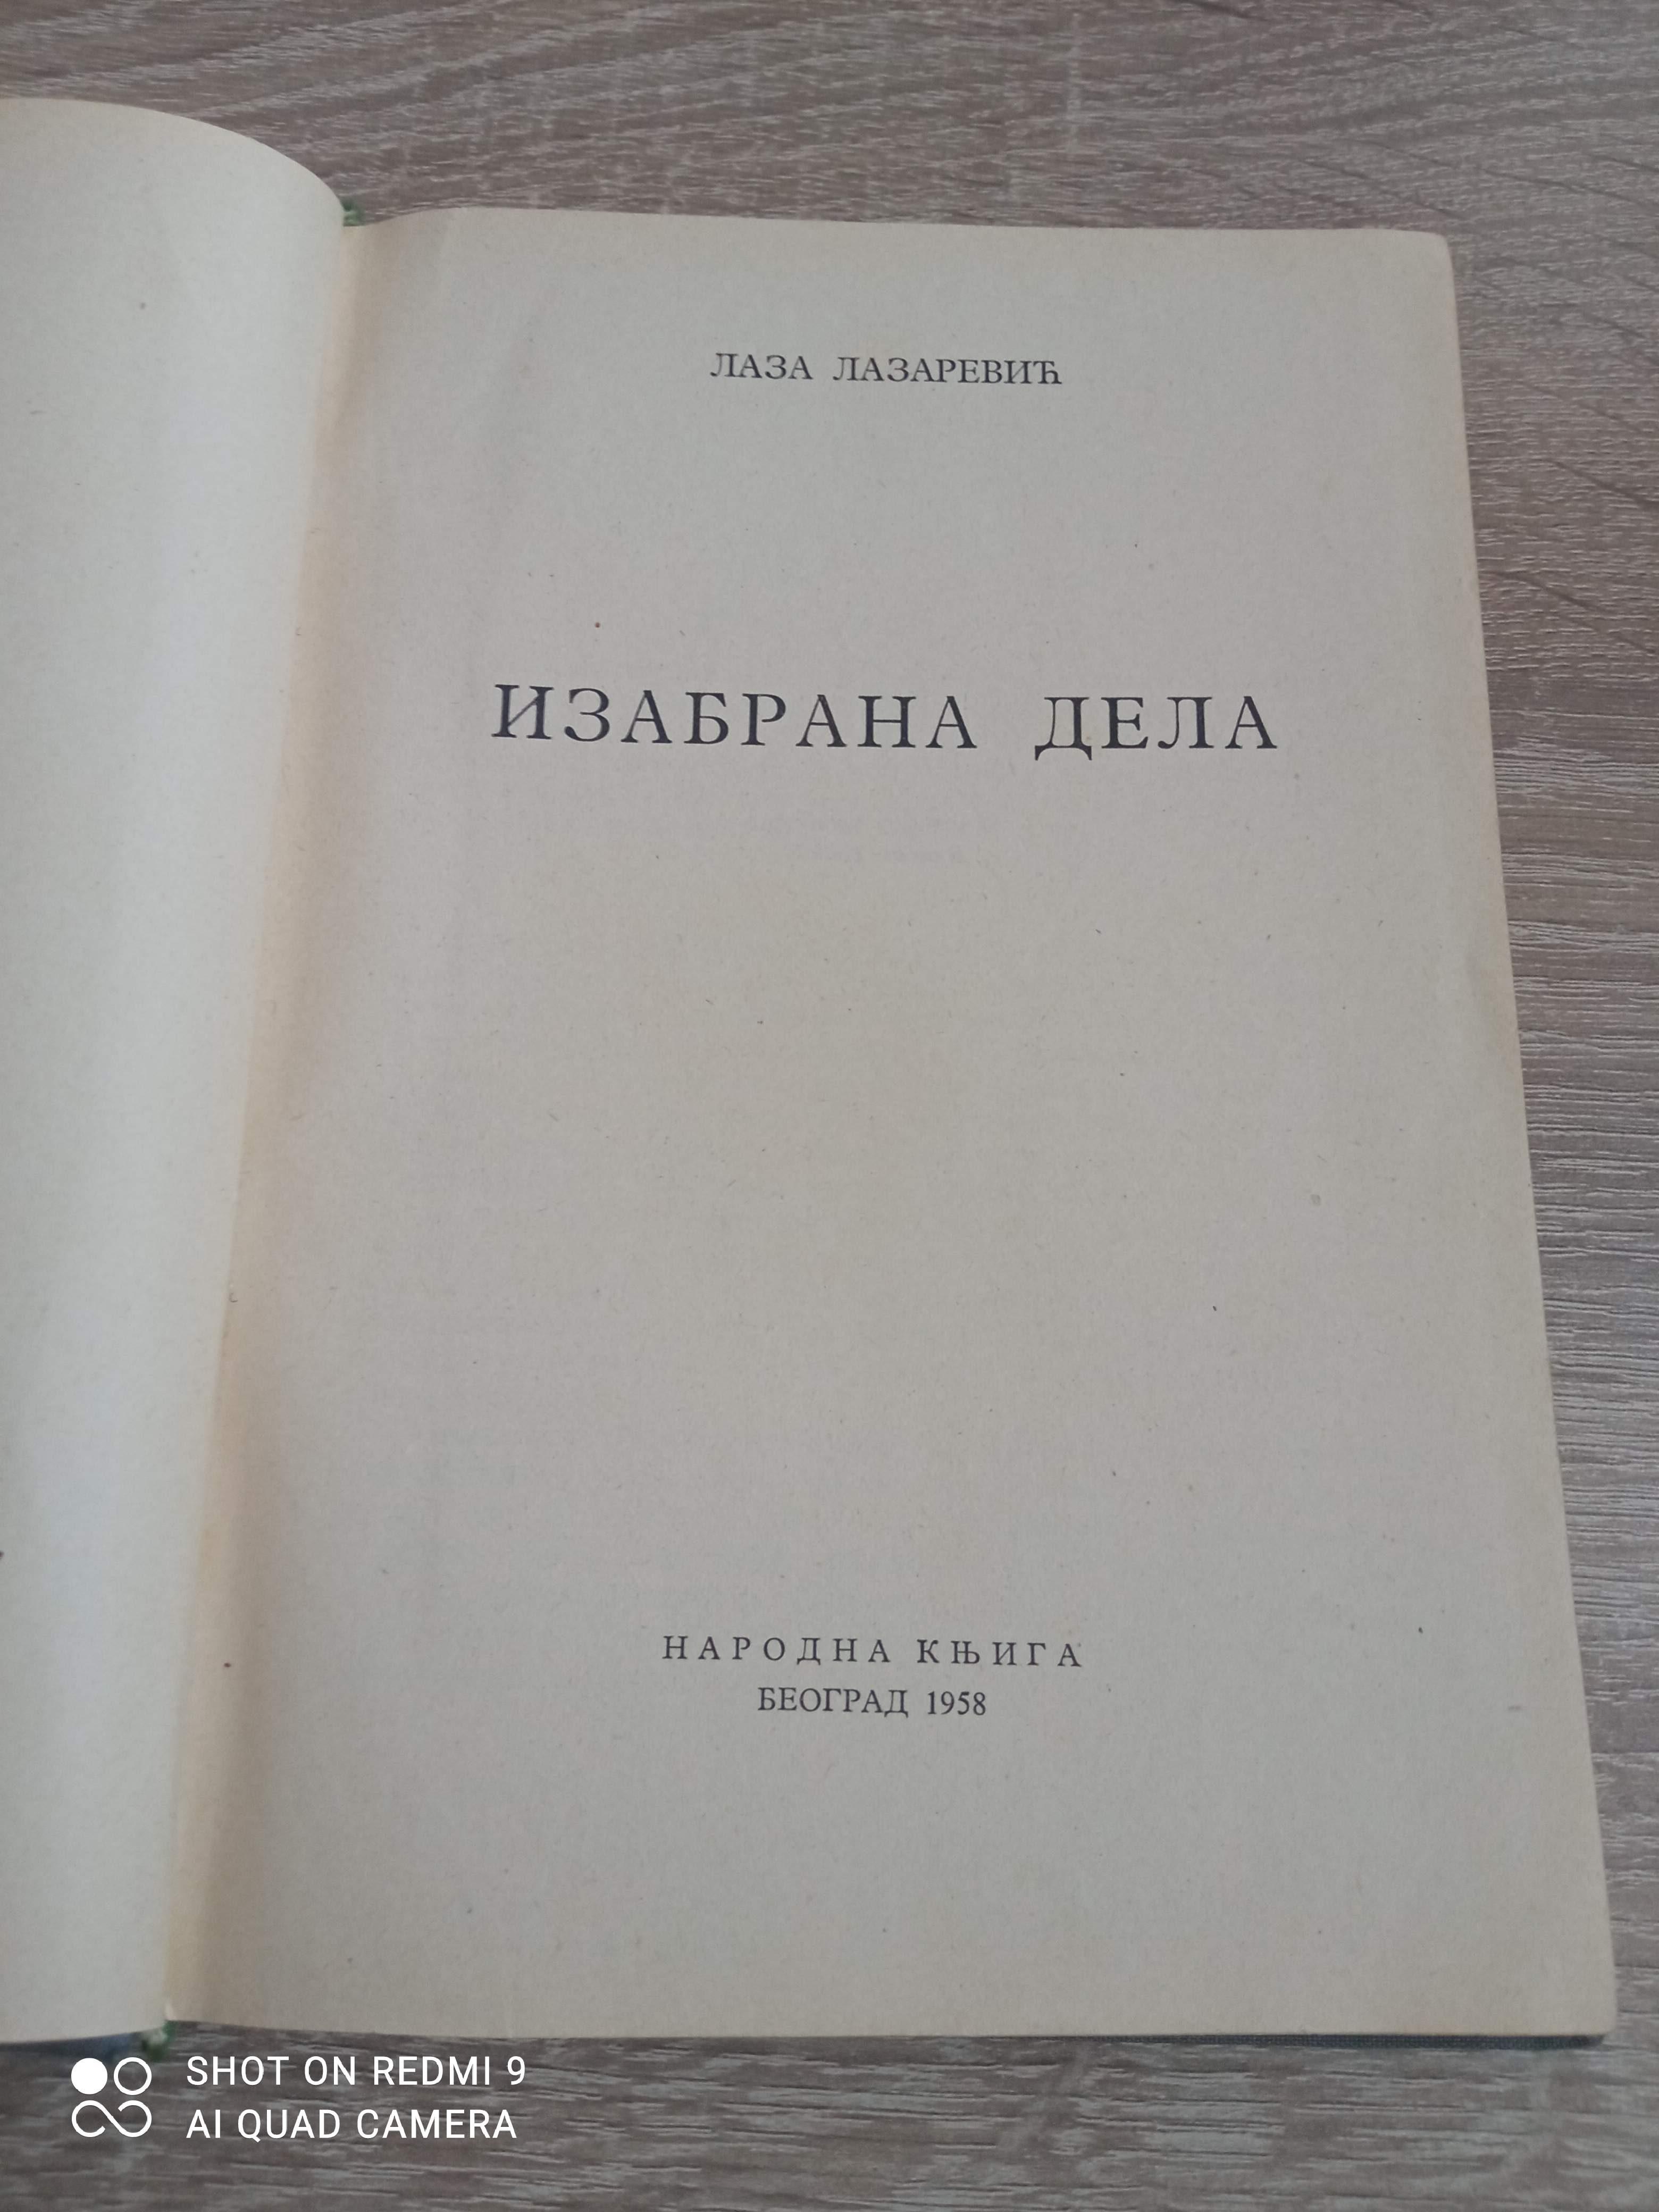 ЛАЗА ЛАЗАРЕВИЋ
ИЗАБРАНА ДЕЛА
НАРОДНА КЊИГА
БЕОГРАД 1958
SHOT ON REDMI 9
AI QUAD CAMERA